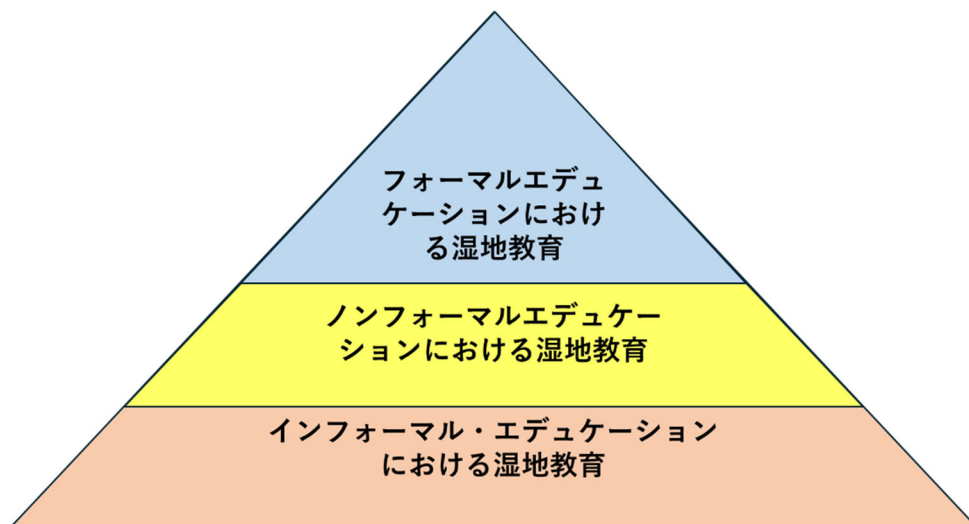 フォーマルエデュ
ケーションにおけ
る湿地教育
ノンフォーマルエデュケー
ションにおける湿地教育
インフォーマル・エデュケーション
における湿地教育